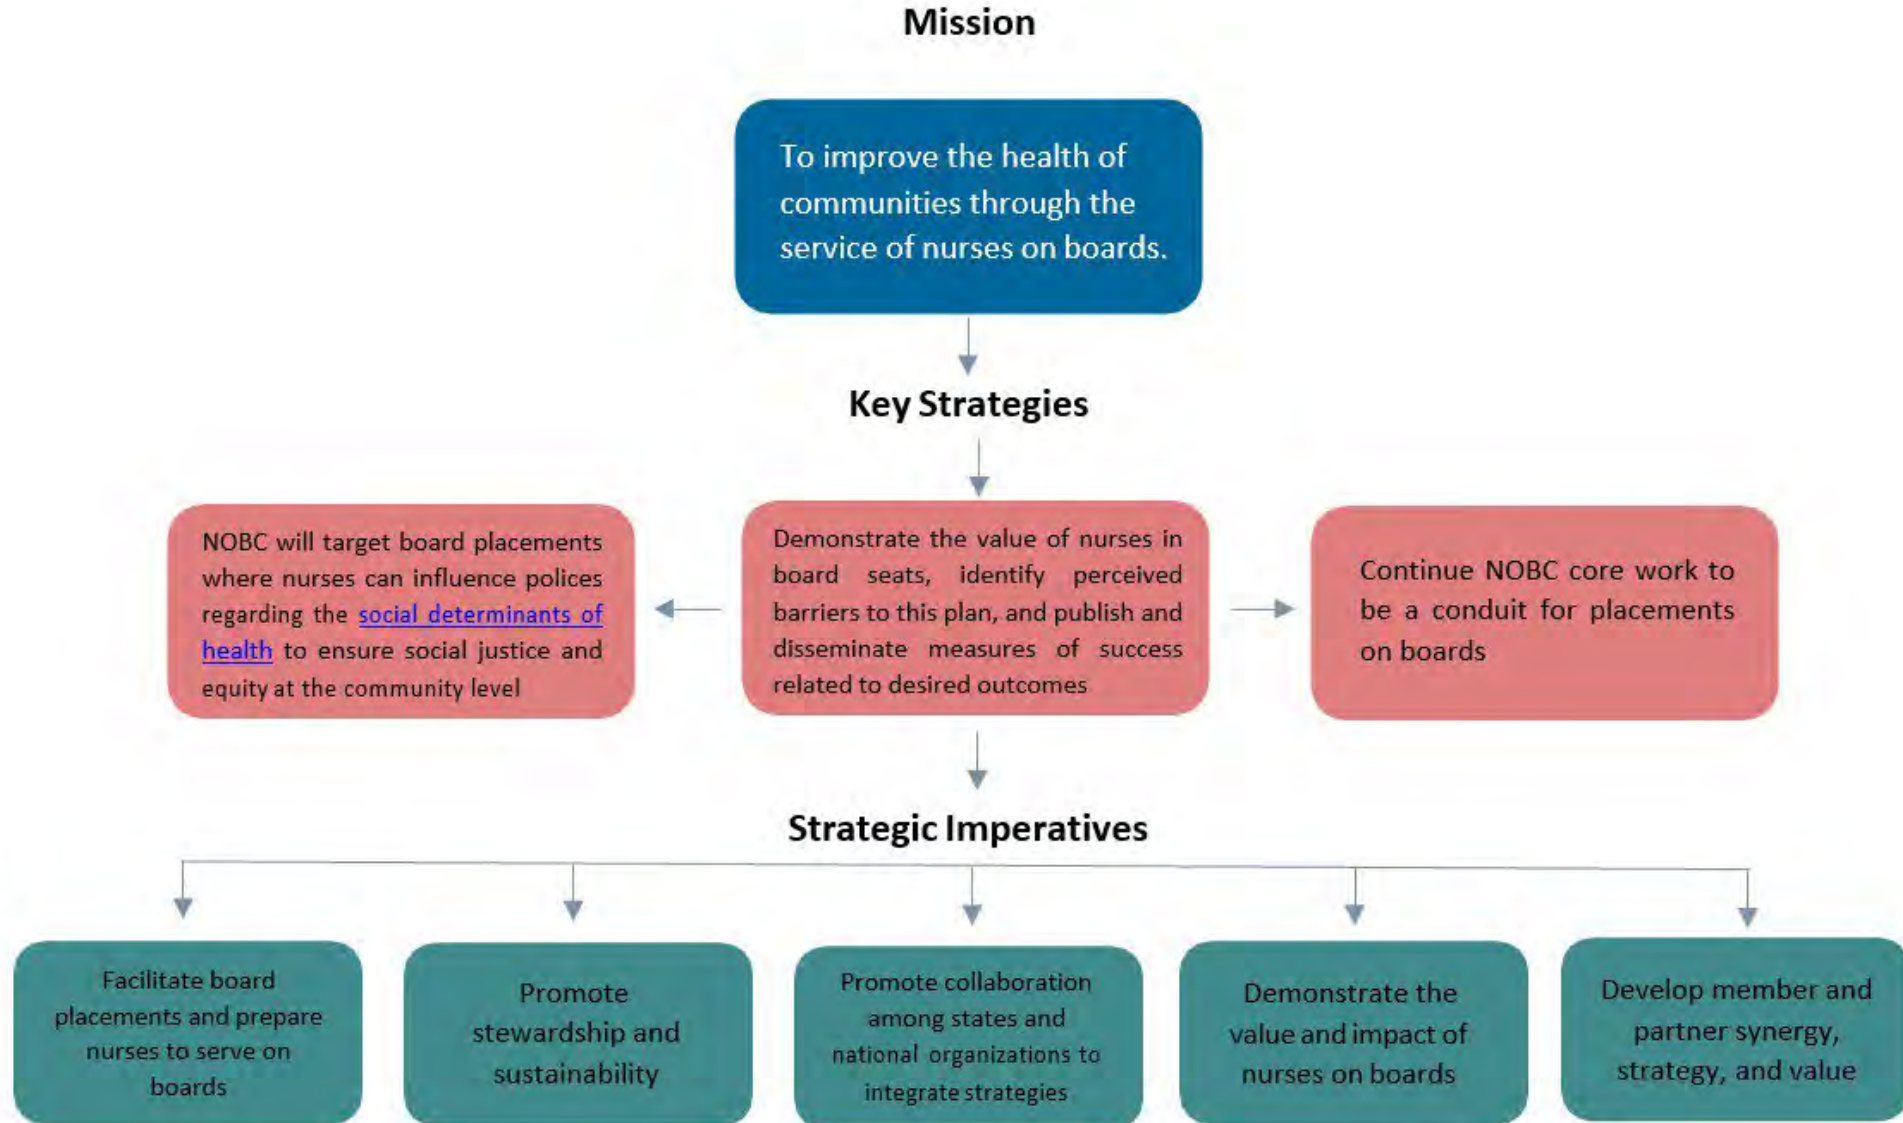 Mission
To improve the health of
communities through the
service of nurses on boards.
Key Strategies
NOBC will target board placements
where nurses can influence polices
regarding the social determinants of
health to ensure social justice and
equity at the community level
Demonstrate the value of nurses in
board seats, identify perceived
barriers to this plan, and publish and
disseminate measures of success
related to desired outcomes
Continue NOBC core work to
be a conduit for placements
on boards
Strategic Imperatives
Facilitate board
placements and prepare
nurses to serve on
boards
Promote
stewardship and
sustainability
Promote collaboration
among states and
national organizations to
integrate strategies
Demonstrate the
value and impact of
nurses on boards
Develop member and
partner synergy,
strategy, and value